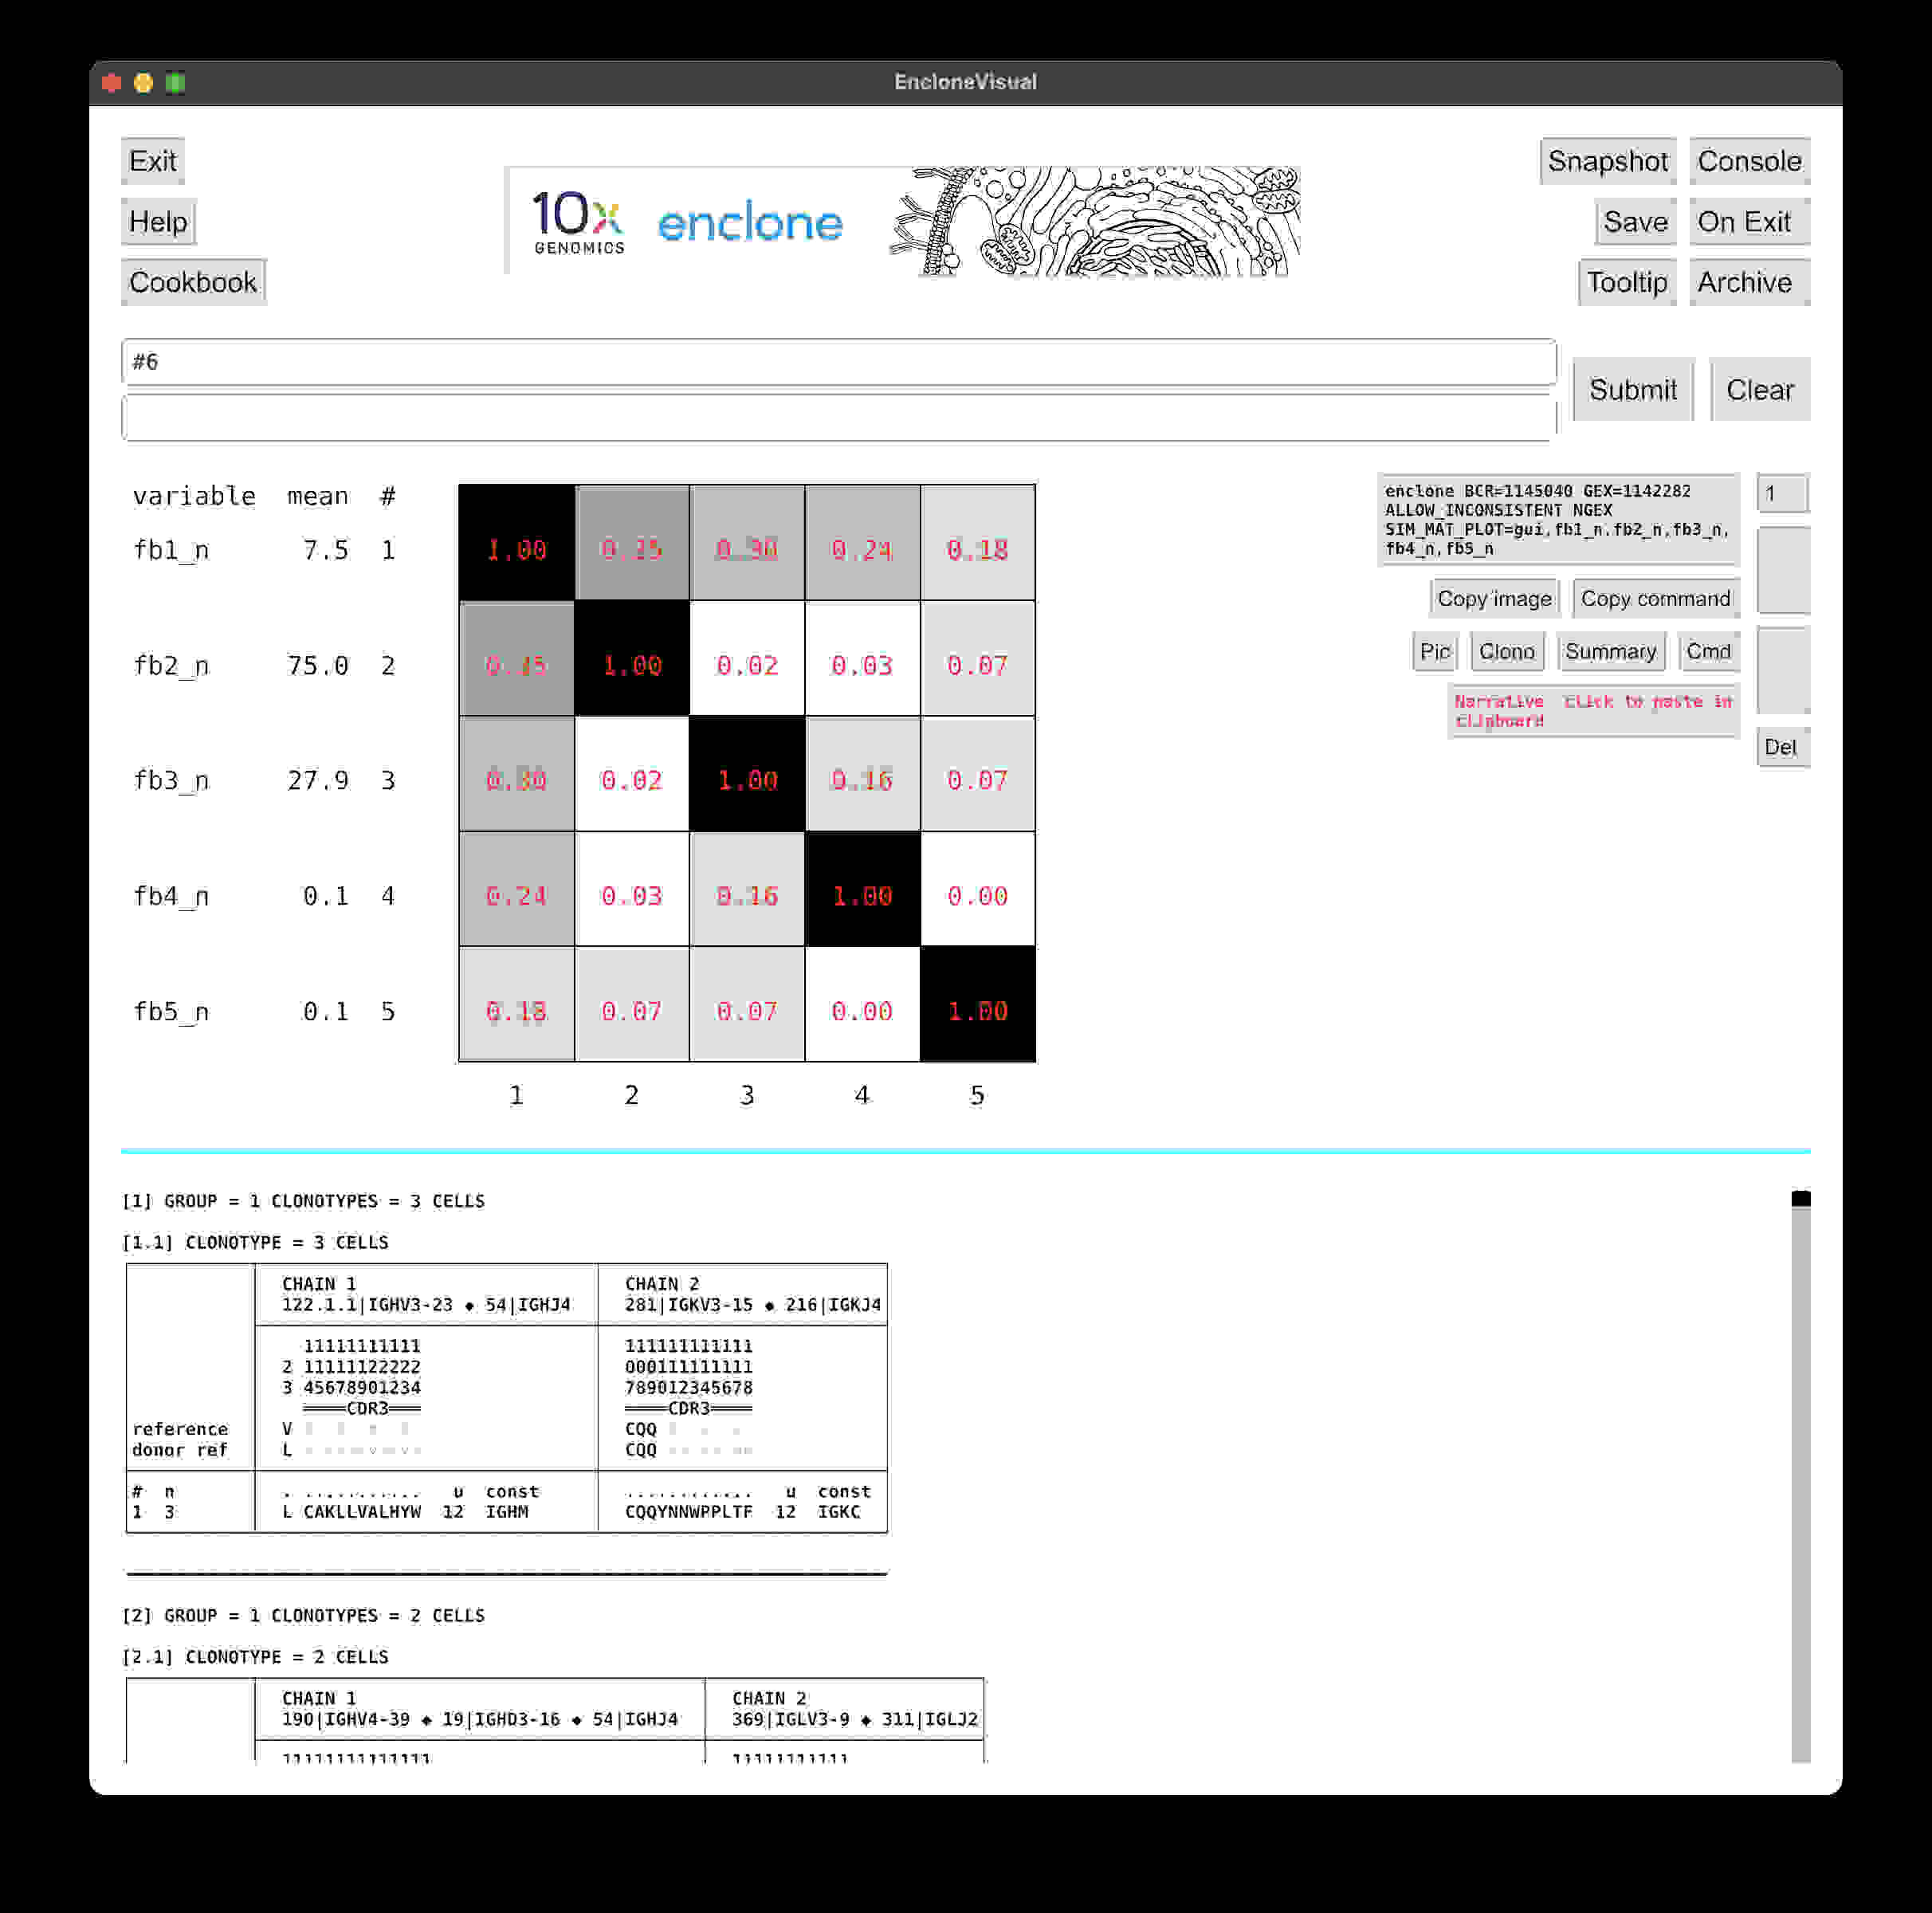 EncloneVisual
Exit
Snapshot Console
Help
Save On Exit
Cookbook
Tooltip Archive
10x GENOMICS enclone
#6
Submit Clear
variable mean #
fb1_n 7.5 1 1.00 0.30 0.24 0.18
fb2_n 75.0 2 1.00 0.02 0.03 0.07
fb3_n 27.9 3 0.30 0.02 1.00 0.16 0.07
fb4_n 0.1 4 0.24 0.03 0.16 1.00 0.00
fb5_n 0.1 5 0.18 0.07 0.07 0.00 1.00
1 2 3 4 5
enclone BCR=1145040 GEX=1142282
ALLOW_INCONSISTENT NGEX
SIM_MAT_PLOT=gui,fb1_n,fb2_n,fb3_n,
fb4_n,fb5_n
1
Copy image Copy command
Pic Clono Summary Cmd
Narrative Click to paste in
clipboard
Del
[1] GROUP = 1 CLONOTYPES = 3 CELLS
[1.1] CLONOTYPE = 3 CELLS
CHAIN 1 CHAIN 2
122.1.1|IGHV3-23 ◆ 54|IGHJ4 281|IGKV3-15 ◆ 216|IGKJ4
11111111111 111111111111
2 11111122222 000111111111
3 45678901234 789012345678
════CDR3═══ ════CDR3════
reference V CQQ
donor ref L CQQ
# n . ........... u const ............ u const
1 3 L CAKLLVALHYW 12 IGHM CQQYNNWPPLTF 12 IGKC
[2] GROUP = 1 CLONOTYPES = 2 CELLS
[2.1] CLONOTYPE = 2 CELLS
CHAIN 1 CHAIN 2
190|IGHV4-39 ◆ 19|IGHD3-16 ◆ 54|IGHJ4 369|IGLV3-9 ◆ 311|IGLJ2
11111111111111 11111111111